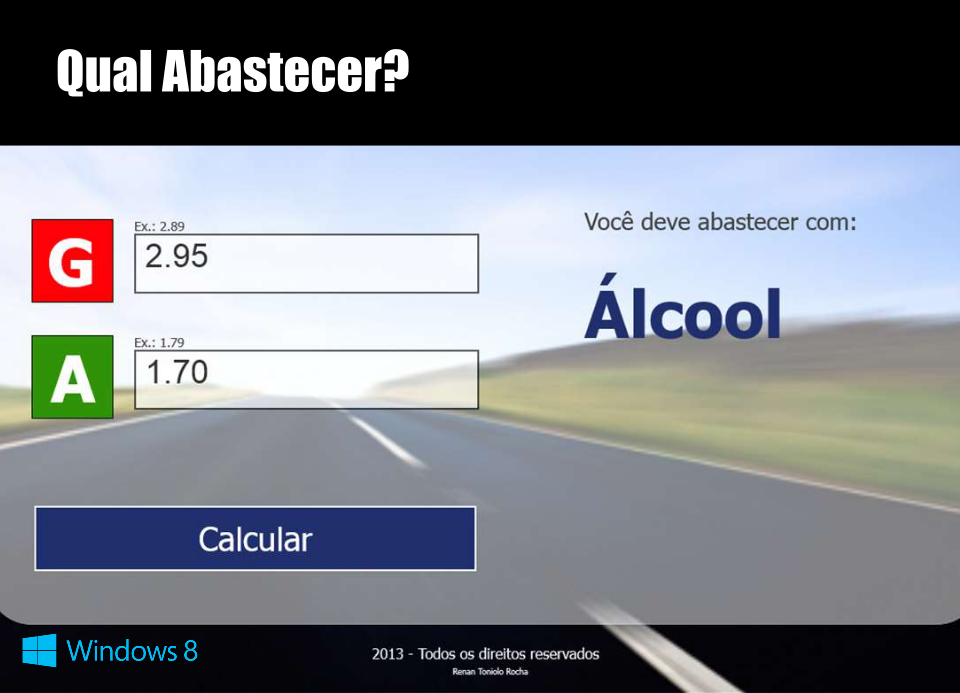 Qual Abastecer?
G
Ex.: 2.89
2.95
A
Ex.: 1.79
1.70
Calcular
Você deve abastecer com:
Álcool
Windows 8
2013 - Todos os direitos reservados
Renan Toniolo Rocha